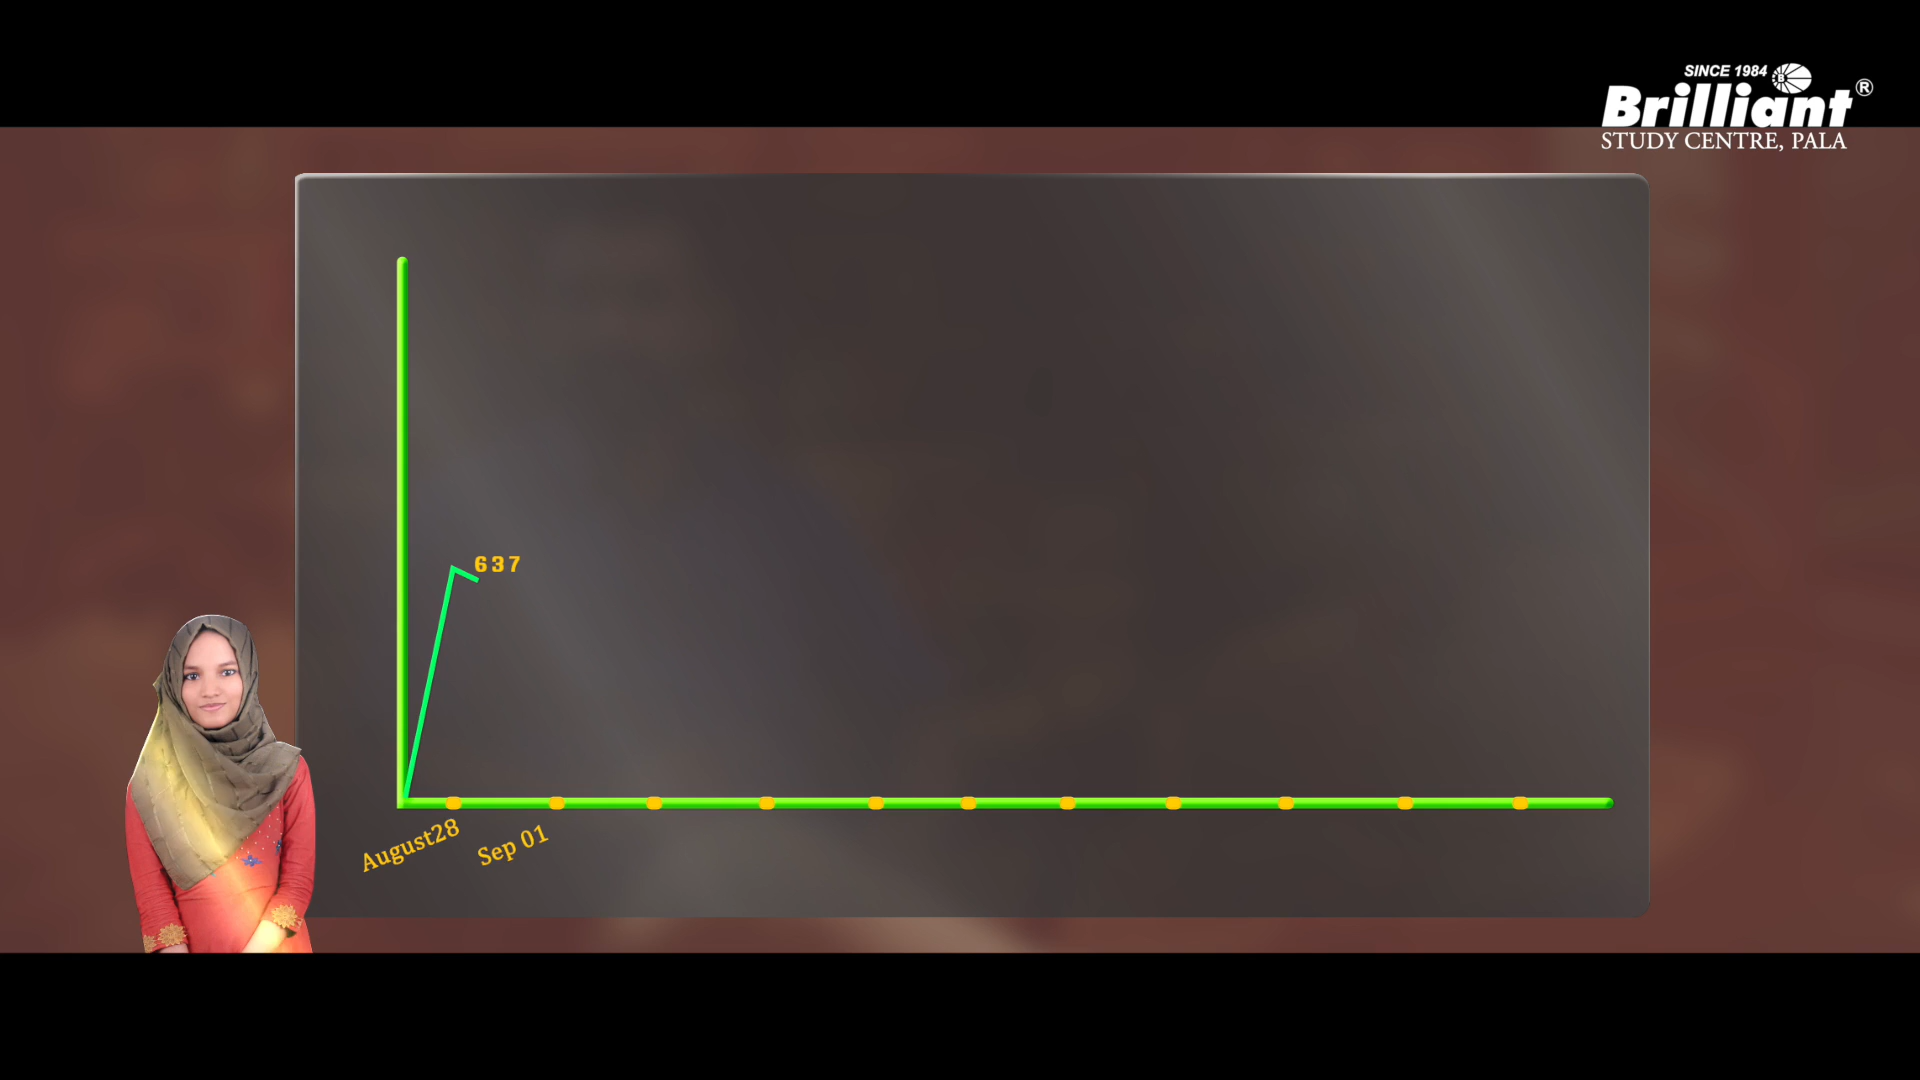 SINCE 1984
Brilliant®
STUDY CENTRE, PALA
637
August28
Sep 01